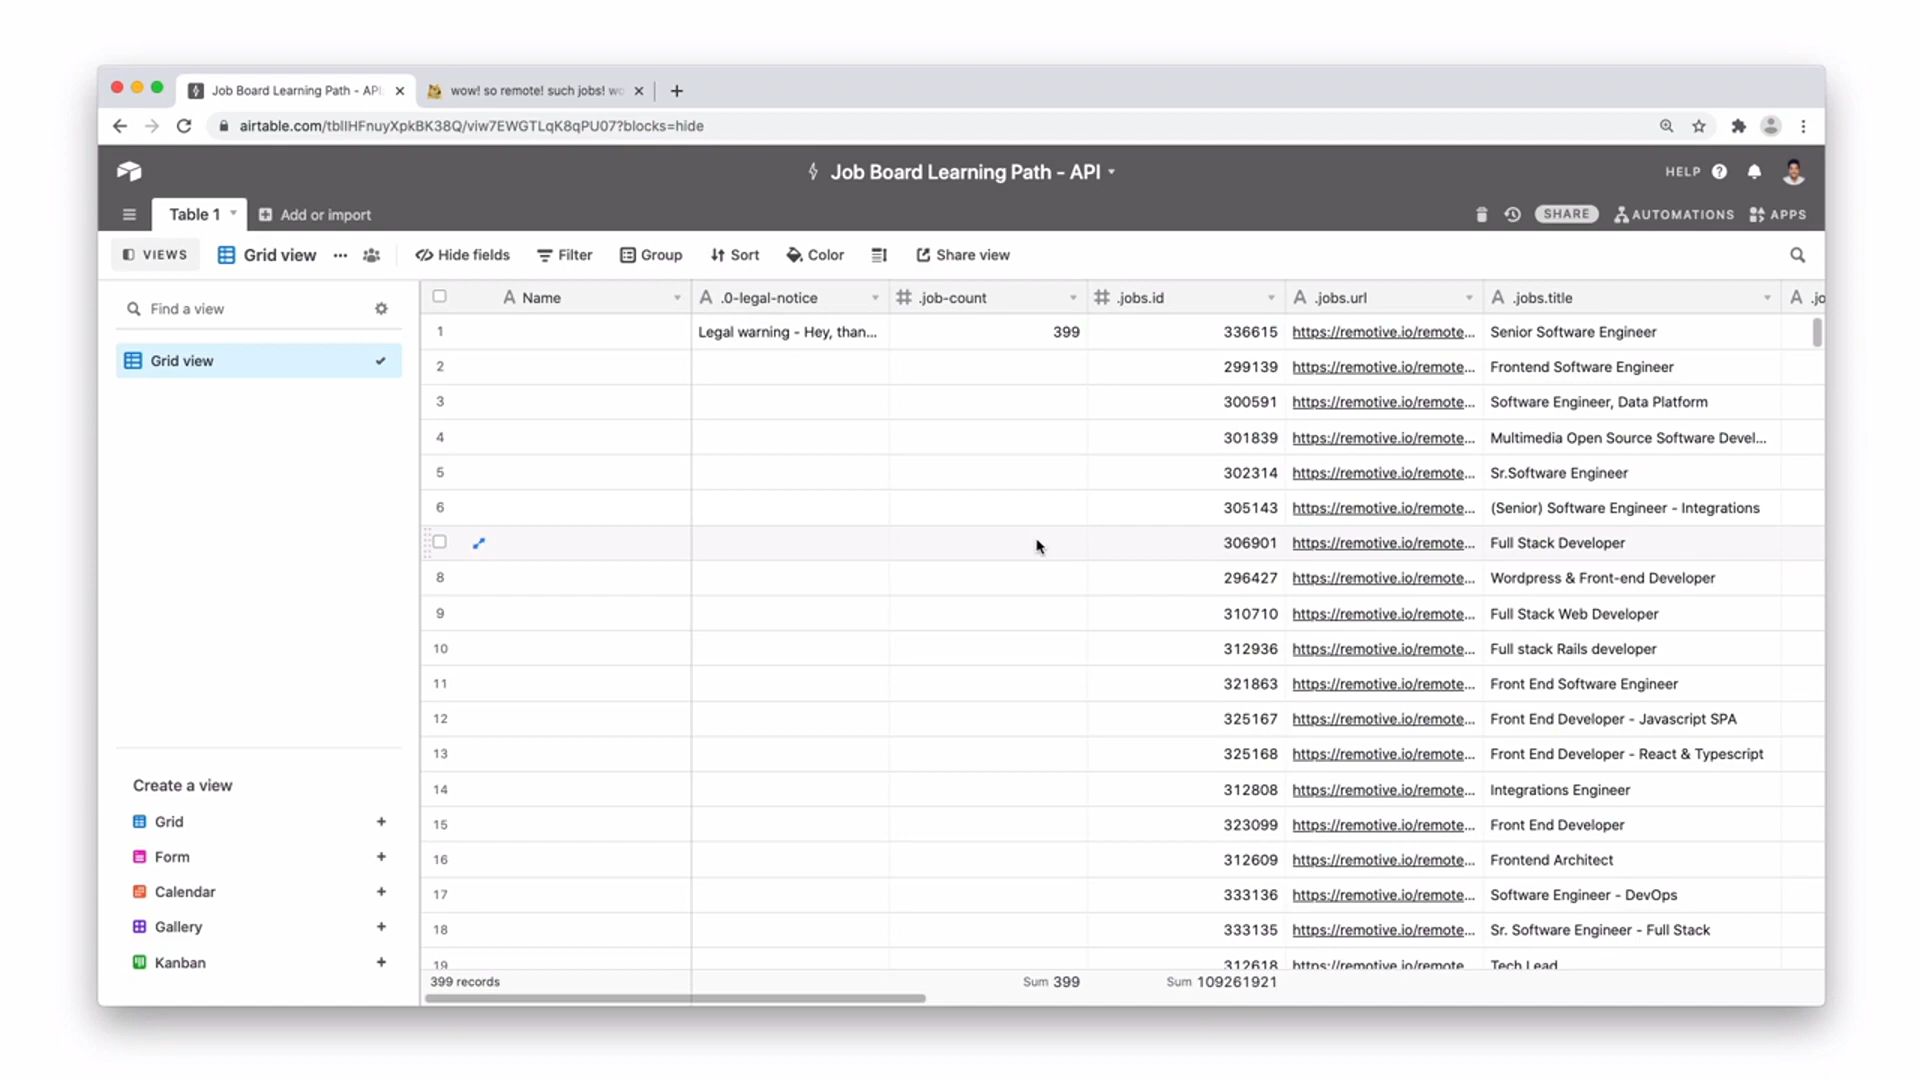 Job Board Learning Path - API
wow! so remote! such jobs! wo
airtable.com/tblIHFnuyXpkBK38Q/viw7EWGTLqK8qPU07?blocks=hide
Job Board Learning Path - API
HELP
Table 1
Add or import
SHARE
AUTOMATIONS
APPS
VIEWS
Grid view
Hide fields
Filter
Group
Sort
Color
Share view
Find a view
Grid view
Create a view
Grid
Form
Calendar
Gallery
Kanban
Name .0-legal-notice .job-count .jobs.id .jobs.url .jobs.title .jo
1 Legal warning - Hey, than... 399 336615 https://remotive.io/remote... Senior Software Engineer
2 299139 https://remotive.io/remote... Frontend Software Engineer
3 300591 https://remotive.io/remote... Software Engineer, Data Platform
4 301839 https://remotive.io/remote... Multimedia Open Source Software Devel...
5 302314 https://remotive.io/remote... Sr.Software Engineer
6 305143 https://remotive.io/remote... (Senior) Software Engineer - Integrations
306901 https://remotive.io/remote... Full Stack Developer
8 296427 https://remotive.io/remote... Wordpress & Front-end Developer
9 310710 https://remotive.io/remote... Full Stack Web Developer
10 312936 https://remotive.io/remote... Full stack Rails developer
11 321863 https://remotive.io/remote... Front End Software Engineer
12 325167 https://remotive.io/remote... Front End Developer - Javascript SPA
13 325168 https://remotive.io/remote... Front End Developer - React & Typescript
14 312808 https://remotive.io/remote... Integrations Engineer
15 323099 https://remotive.io/remote... Front End Developer
16 312609 https://remotive.io/remote... Frontend Architect
17 333136 https://remotive.io/remote... Software Engineer - DevOps
18 333135 https://remotive.io/remote... Sr. Software Engineer - Full Stack
19 312618 https://remotive.io/remote Tech Lead
399 records Sum 399 Sum 109261921